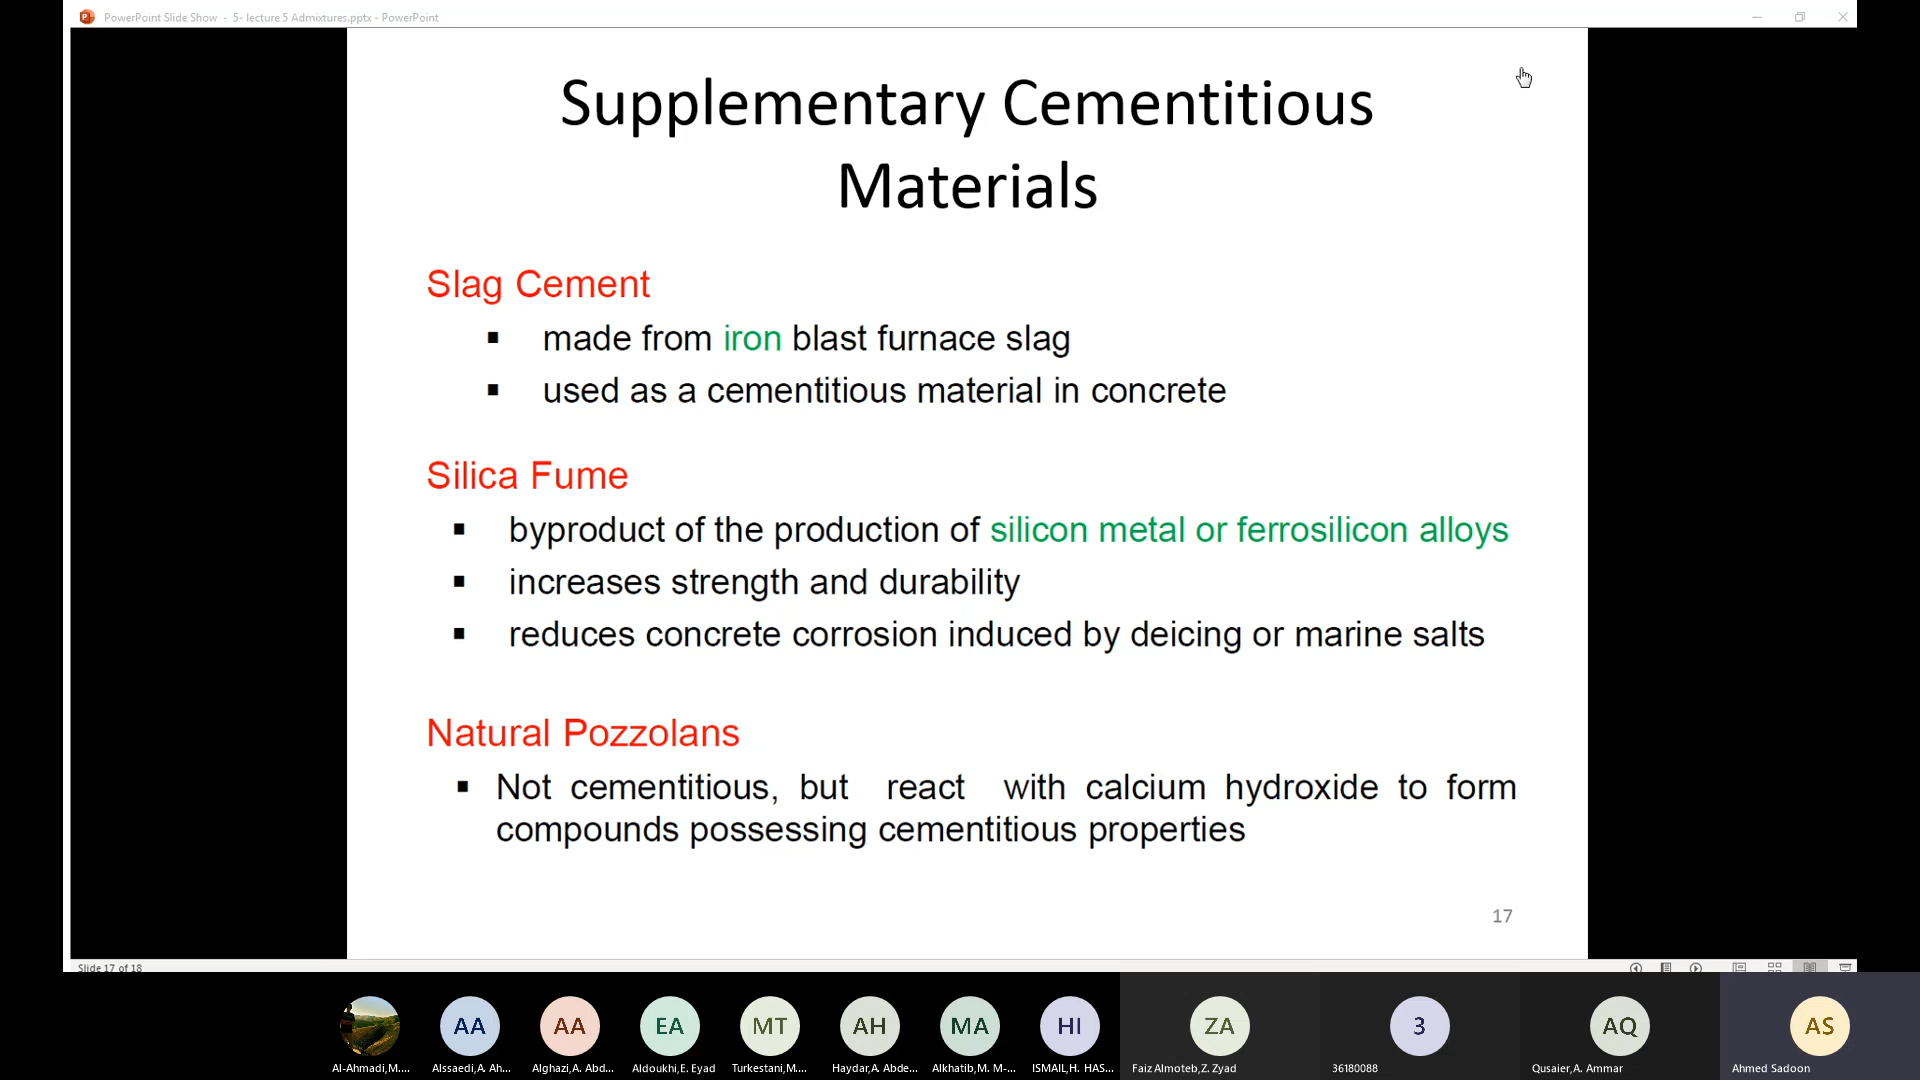 PowerPoint Slide Show - 5- lecture 5 Admixtures.pptx - PowerPoint
Supplementary Cementitious
Materials
Slag Cement
▪ made from iron blast furnace slag
▪ used as a cementitious material in concrete
Silica Fume
▪ byproduct of the production of silicon metal or ferrosilicon alloys
▪ increases strength and durability
▪ reduces concrete corrosion induced by deicing or marine salts
Natural Pozzolans
▪ Not cementitious, but react with calcium hydroxide to form
compounds possessing cementitious properties
17
Slide 17 of 18
AA AA EA MT AH MA HI ZA 3 AQ AS
Al-Ahmadi,M.... Alssaedi,A. Ah... Alghazi,A. Abd... Aldoukhi,E. Eyad Turkestani,M.... Haydar,A. Abde... Alkhatib,M. M-... ISMAIL,H. HAS... Faiz Almoteb,Z. Zyad 36180088 Qusaier,A. Ammar Ahmed Sadoon